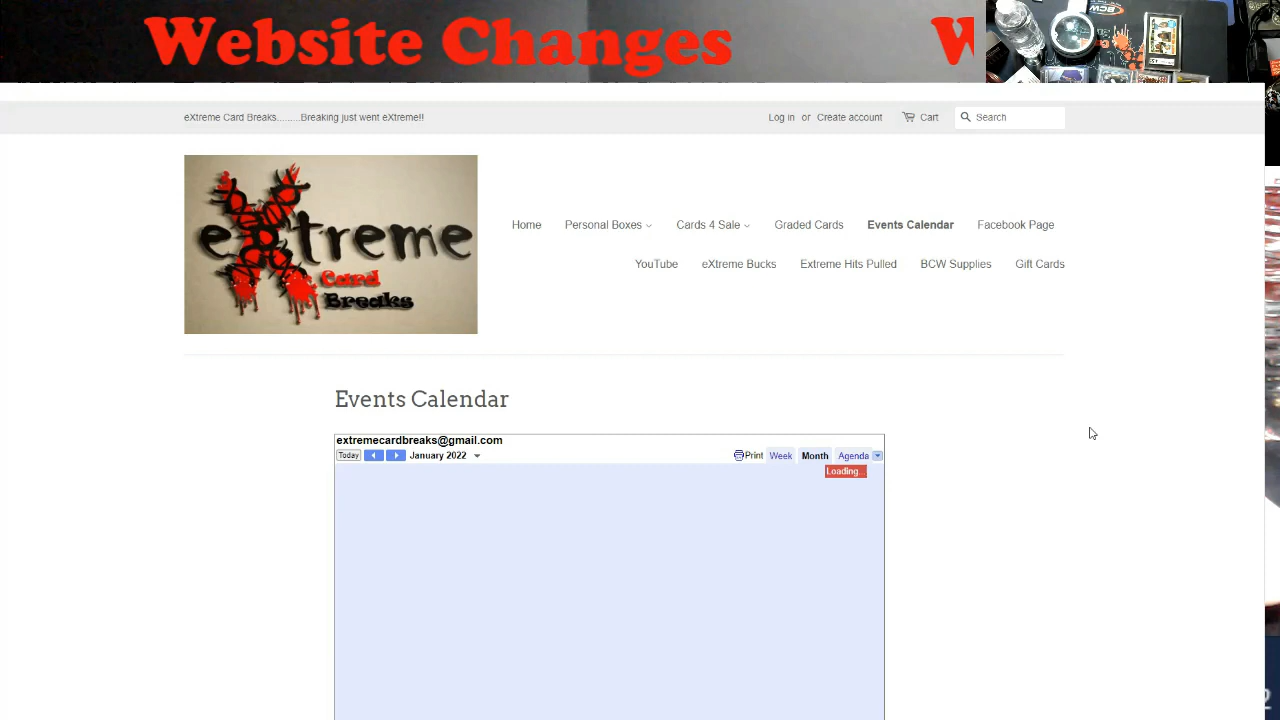 Website Changes
W
eXtreme Card Breaks.........Breaking just went eXtreme!!
Log in or Create account
Cart
Search
eXtreme
Card
Breaks
Home
Personal Boxes
Cards 4 Sale
Graded Cards
Events Calendar
Facebook Page
YouTube
eXtreme Bucks
Extreme Hits Pulled
BCW Supplies
Gift Cards
Events Calendar
extremecardbreaks@gmail.com
Today
January 2022
Print
Week
Month
Agenda
Loading...